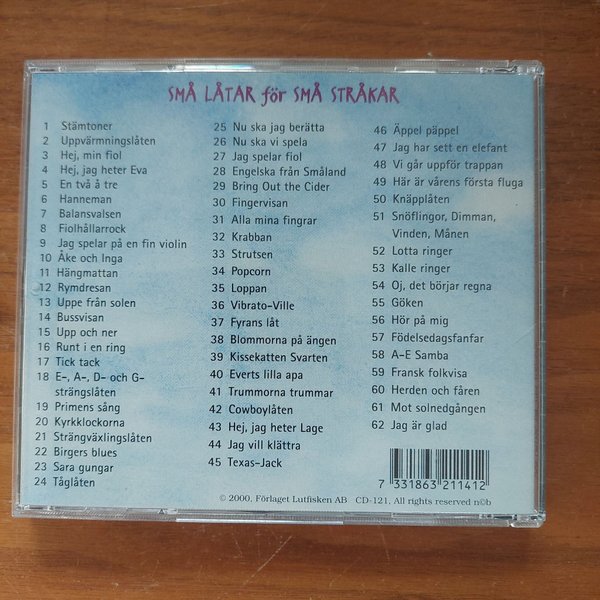 SMÅ LÅTAR för SMÅ STRÅKAR
1 Stämtoner
2 Uppvärmningslåten
3 Hej, min fiol
4 Hej, jag heter Eva
5 En två å tre
6 Hanneman
7 Balansvalsen
8 Fiolhållarrock
9 Jag spelar på en fin violin
10 Åke och Inga
11 Hängmattan
12 Rymdresan
13 Uppe från solen
14 Bussvisan
15 Upp och ner
16 Runt i en ring
17 Tick tack
18 E-, A-, D- och G-
strängslåten
19 Primens sång
20 Kyrkklockorna
21 Strängväxlingslåten
22 Birgers blues
23 Sara gungar
24 Tåglåten
25 Nu ska jag berätta
26 Nu ska vi spela
27 Jag spelar fiol
28 Engelska från Småland
29 Bring Out the Cider
30 Fingervisan
31 Alla mina fingrar
32 Krabban
33 Strutsen
34 Popcorn
35 Loppan
36 Vibrato-Ville
37 Fyrans låt
38 Blommorna på ängen
39 Kissekatten Svarten
40 Everts lilla apa
41 Trummorna trummar
42 Cowboylåten
43 Hej, jag heter Lage
44 Jag vill klättra
45 Texas-Jack
46 Äppel päppel
47 Jag har sett en elefant
48 Vi går uppför trappan
49 Här är vårens första fluga
50 Knäpplåten
51 Snöflingor, Dimman,
Vinden, Månen
52 Lotta ringer
53 Kalle ringer
54 Oj, det börjar regna
55 Göken
56 Hör på mig
57 Födelsedagsfanfar
58 A-E Samba
59 Fransk folkvisa
60 Herden och fåren
61 Mot solnedgången
62 Jag är glad
7 331863 211412
© 2000, Förlaget Lutfisken AB CD-121, All rights reserved n©b